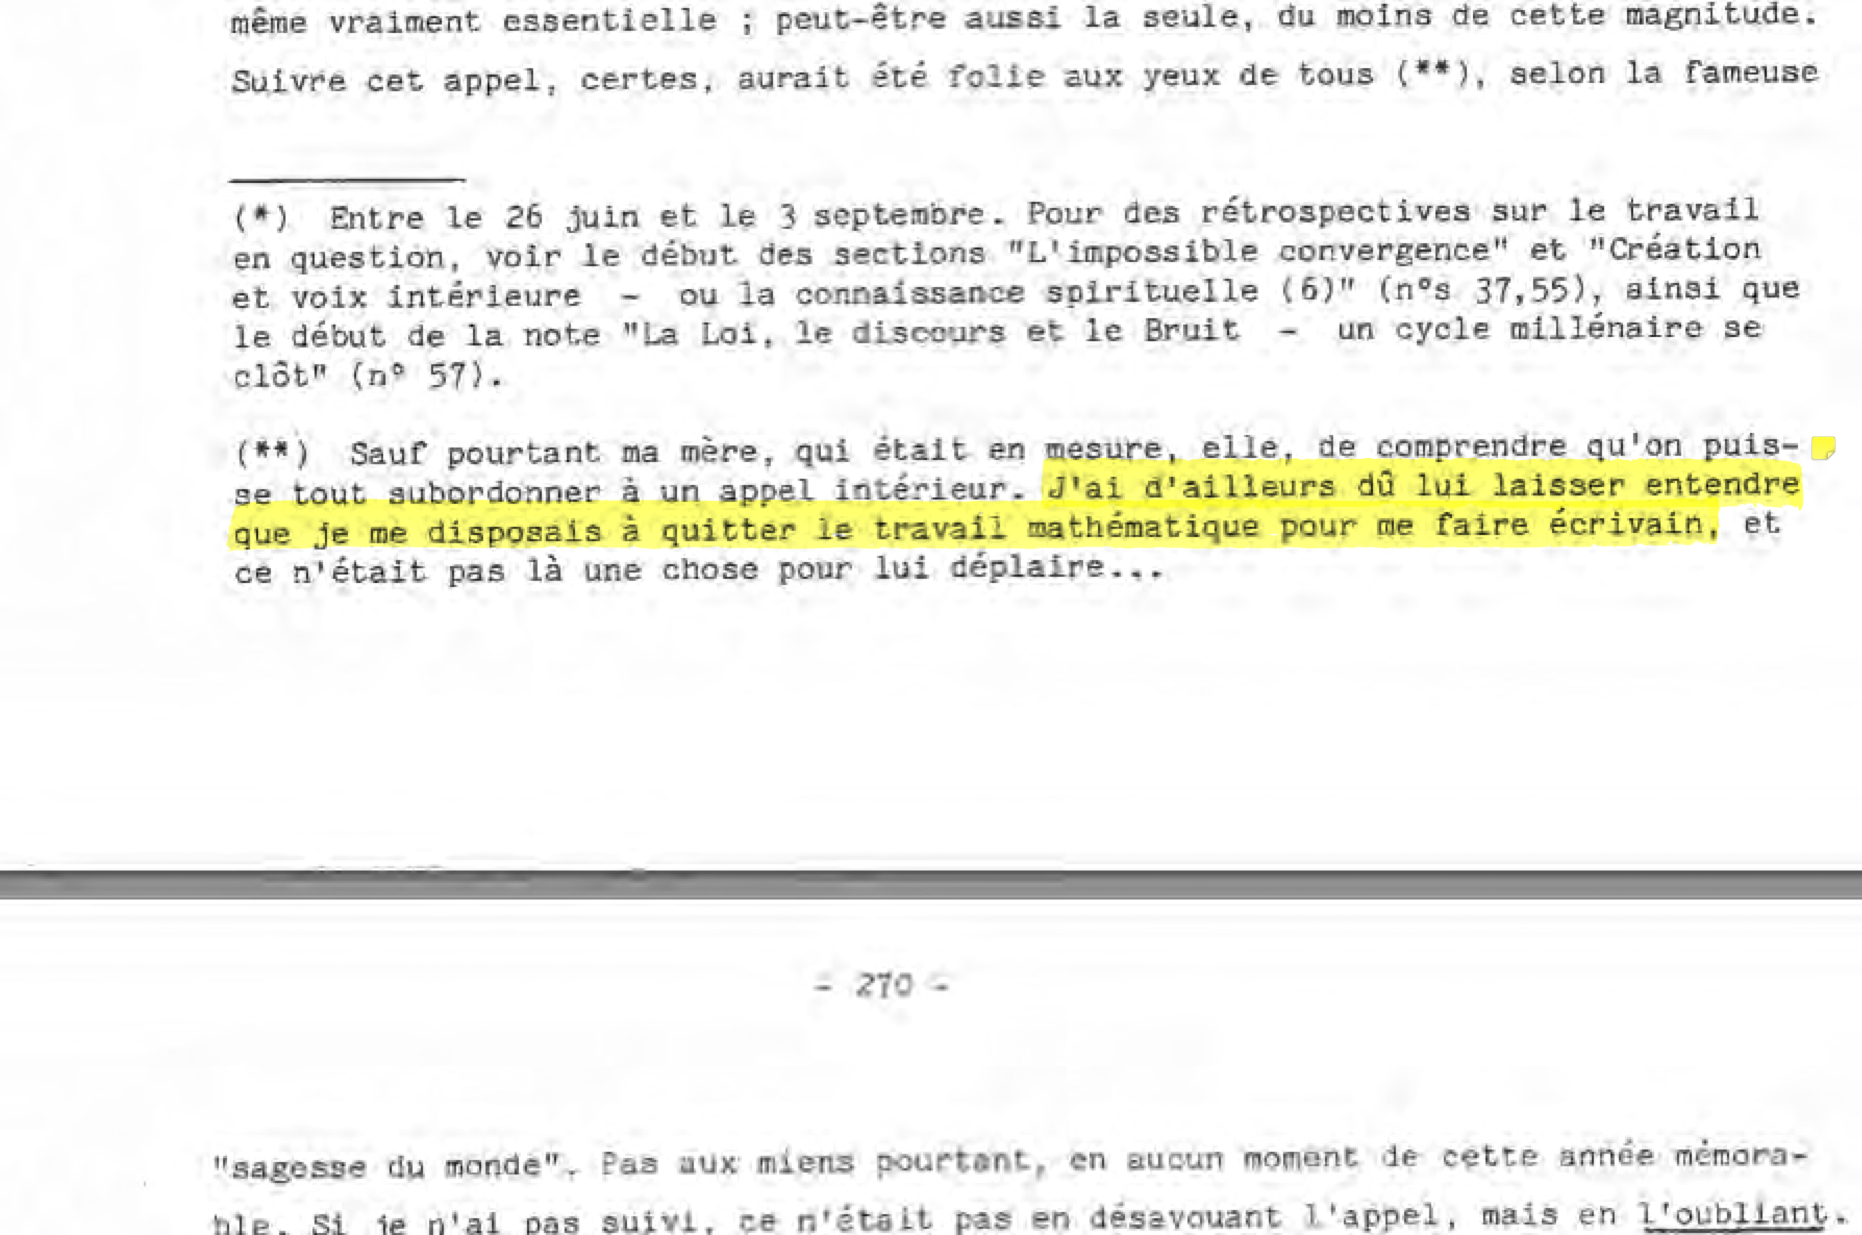 même vraiment essentielle ; peut-être aussi la seule, du moins de cette magnitude.
Suivre cet appel, certes, aurait été folie aux yeux de tous (**), selon la fameuse
(*) Entre le 26 juin et le 3 septembre. Pour des rétrospectives sur le travail
en question, voir le début des sections "L'impossible convergence" et "Création
et voix intérieure - ou la connaissance spirituelle (6)" (n°s 37,55), ainsi que
le début de la note "La Loi, le discours et le Bruit - un cycle millénaire se
clôt" (n° 57).
(**) Sauf pourtant ma mère, qui était en mesure, elle, de comprendre qu'on puis-
se tout subordonner à un appel intérieur. J'ai d'ailleurs dû lui laisser entendre
que je me disposais à quitter le travail mathématique pour me faire écrivain, et
ce n'était pas là une chose pour lui déplaire...
- 270 -
"sagesse du monde". Pas aux miens pourtant, en aucun moment de cette année mémora-
ble. Si je n'ai pas suivi, ce n'était pas en désavouant l'appel, mais en l'oubliant.